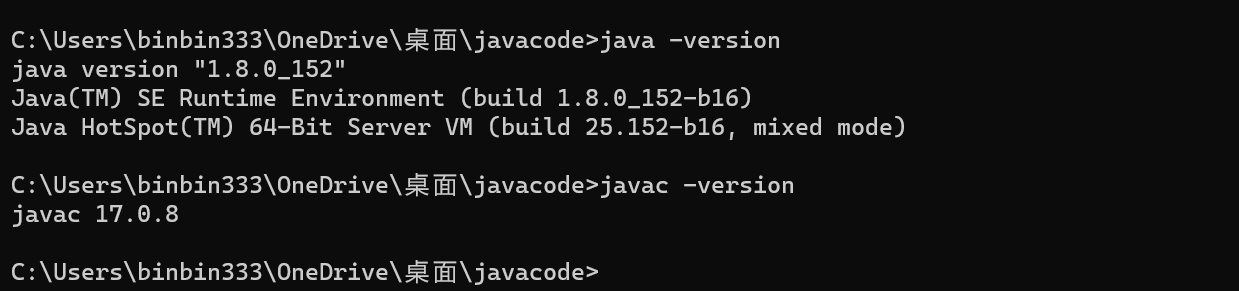 C:\Users\binbin333\OneDrive\桌面\javacode>java -version
java version "1.8.0_152"
Java(TM) SE Runtime Environment (build 1.8.0_152-b16)
Java HotSpot(TM) 64-Bit Server VM (build 25.152-b16, mixed mode)
C:\Users\binbin333\OneDrive\桌面\javacode>javac -version
javac 17.0.8
C:\Users\binbin333\OneDrive\桌面\javacode>